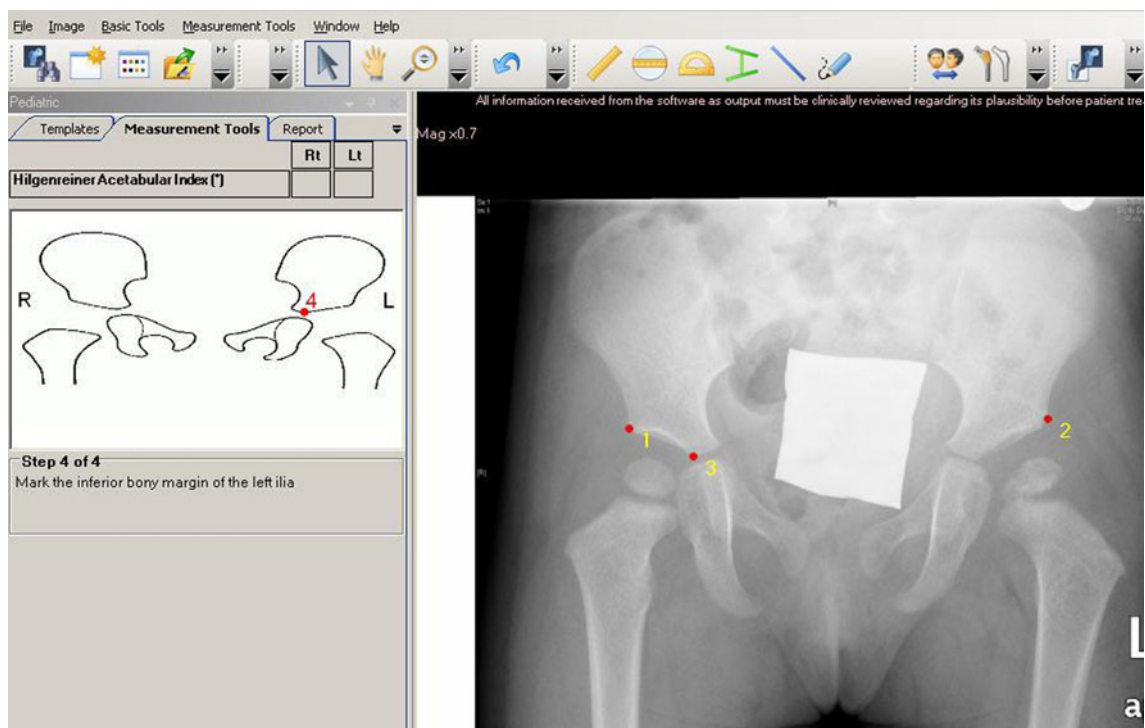 File Image Basic Tools Measurement Tools Window Help
Pediatric
Templates Measurement Tools Report
Rt Lt
Hilgenreiner Acetabular Index (°)
R
4
L
Step 4 of 4
Mark the inferior bony margin of the left ilia
All information received from the software as output must be clinically reviewed regarding its plausibility before patient trea
Mag x0.7
1
2
3
L
a